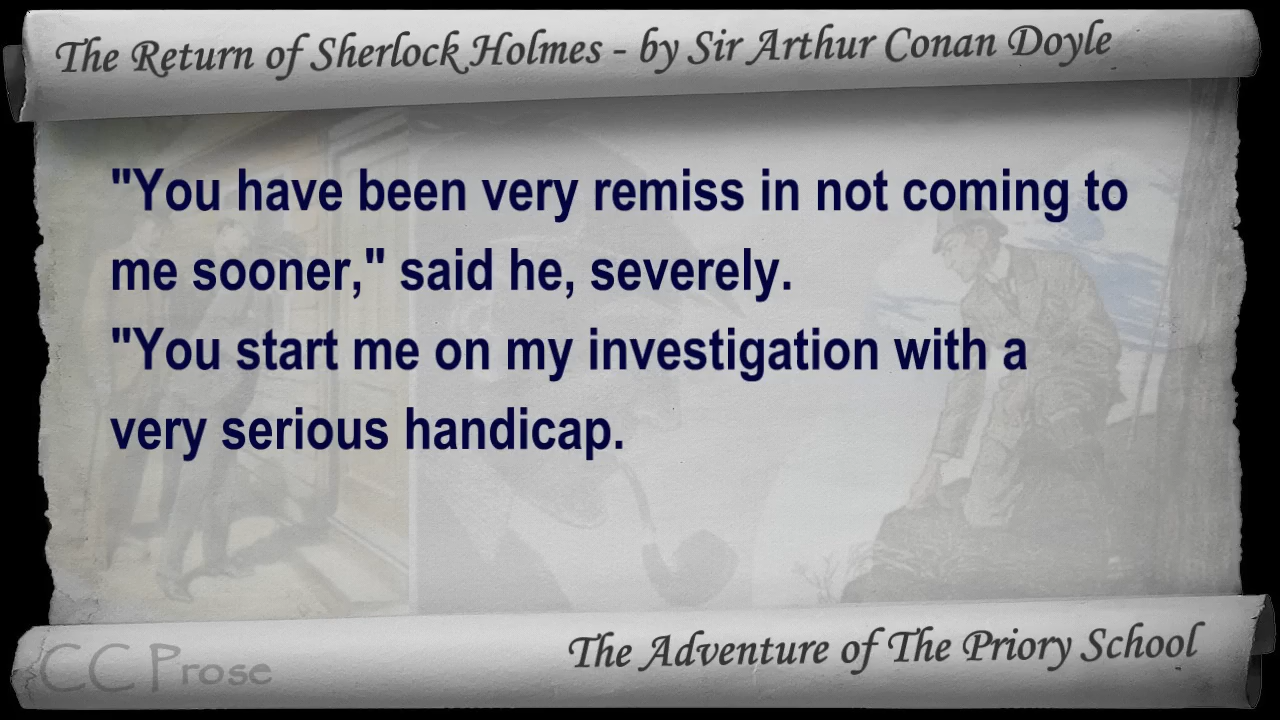 The Return of Sherlock Holmes - by Sir Arthur Conan Doyle
"You have been very remiss in not coming to
me sooner," said he, severely.
"You start me on my investigation with a
very serious handicap.
CC Prose
The Adventure of The Priory School